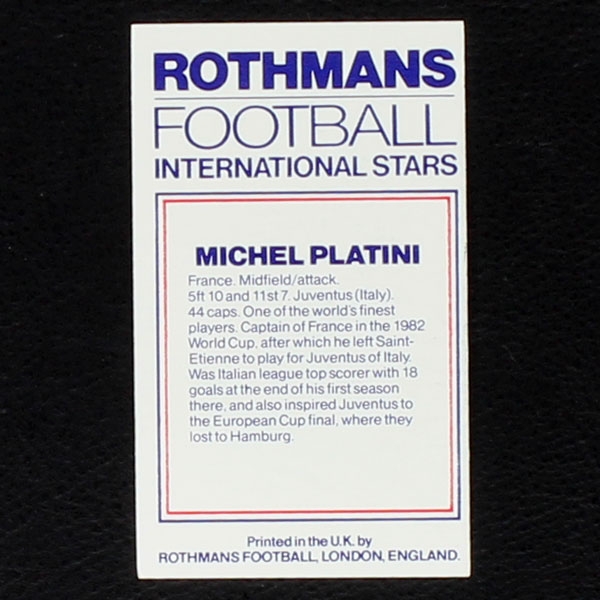 ROTHMANS
FOOTBALL
INTERNATIONAL STARS
MICHEL PLATINI
France. Midfield/attack.
5ft 10 and 11st 7. Juventus (Italy).
44 caps. One of the world's finest
players. Captain of France in the 1982
World Cup, after which he left Saint-
Etienne to play for Juventus of Italy.
Was Italian league top scorer with 18
goals at the end of his first season
there, and also inspired Juventus to
the European Cup final, where they
lost to Hamburg.
Printed in the U.K. by
ROTHMANS FOOTBALL, LONDON, ENGLAND.